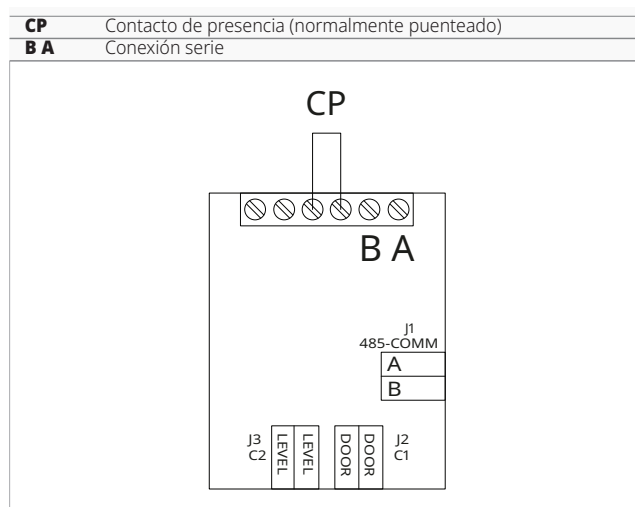 CP Contacto de presencia (normalmente puenteado)
B A Conexión serie
CP
B A
J1
485-COMM
A
B
J3
C2
LEVEL
LEVEL
DOOR
DOOR
J2
C1